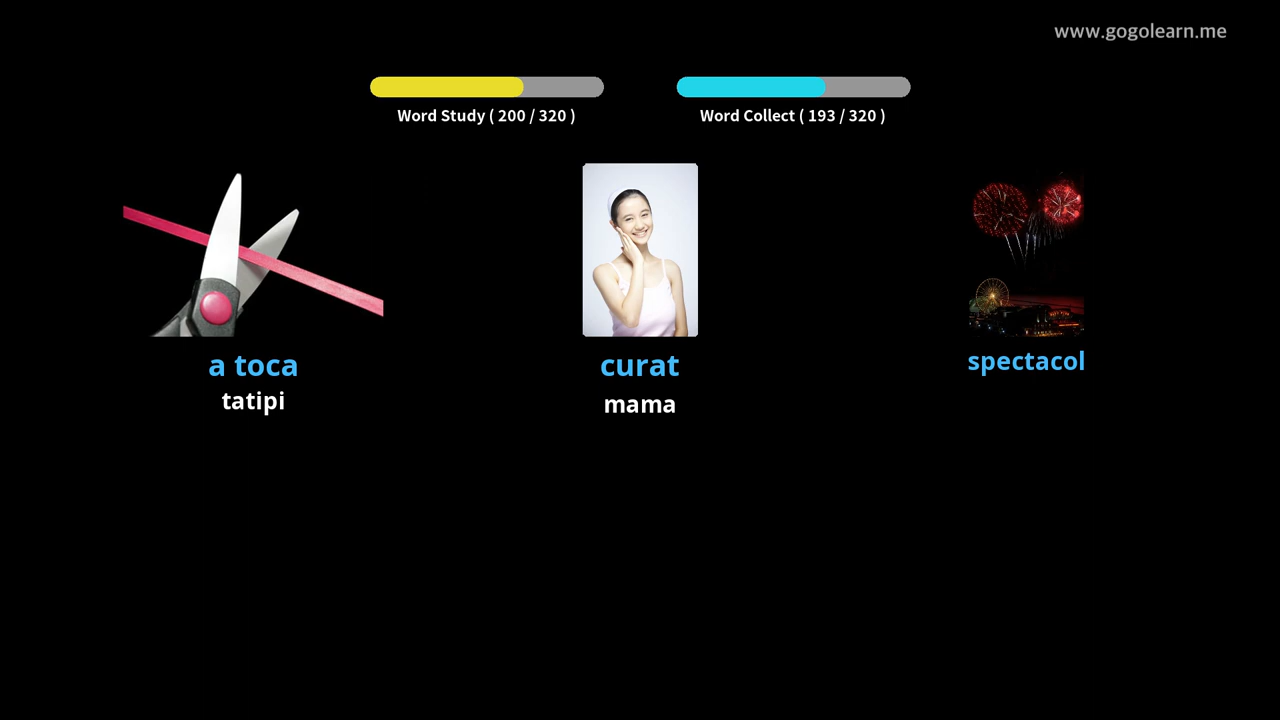 www.gogolearn.me
Word Study ( 200 / 320 )
Word Collect ( 193 / 320 )
a toca
tatipi
curat
mama
spectacol